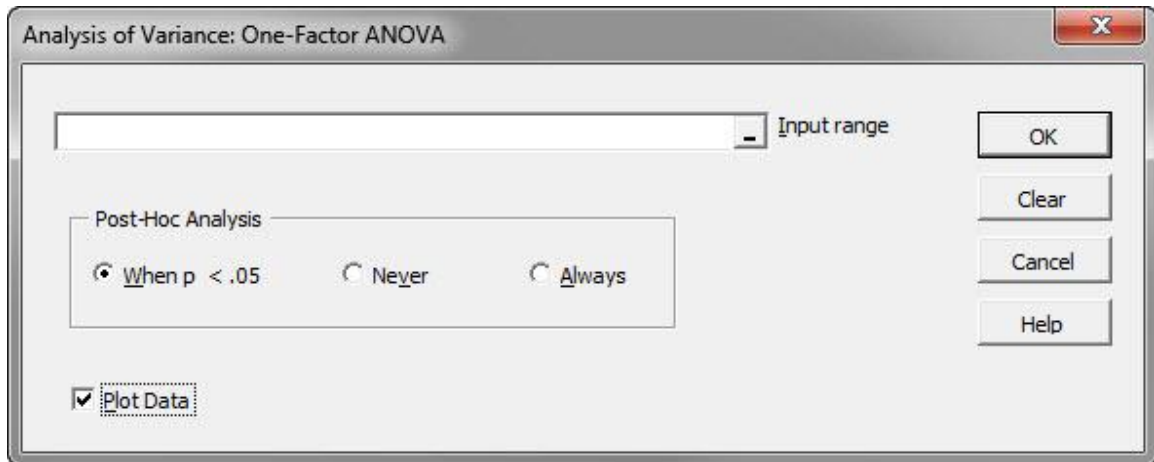 Analysis of Variance: One-Factor ANOVA
Input range
OK
Clear
Post-Hoc Analysis
When p < .05 Never Always
Cancel
Help
Plot Data